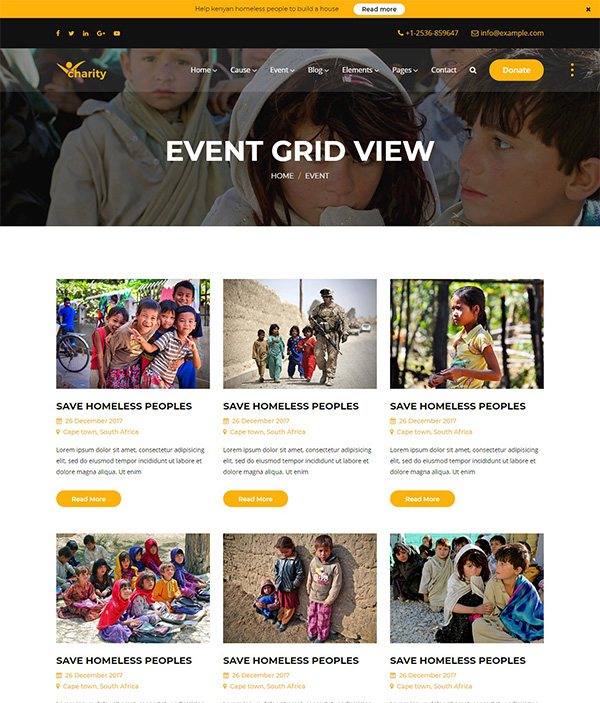 Help kenyan homeless people to build a house Read more
+1-2536-859647 info@example.com
charity Home Cause Event Blog Elements Pages Contact Donate
EVENT GRID VIEW
HOME / EVENT
SAVE HOMELESS PEOPLES
26 December 2017
Cape town, South Africa
Lorem ipsum dolor sit amet, consectetur adipisicing
elit, sed do eiusmod tempor incididunt ut labore et
dolore magna aliqua. Ut enim
Read More
SAVE HOMELESS PEOPLES
26 December 2017
Cape town, South Africa
Lorem ipsum dolor sit amet, consectetur adipisicing
elit, sed do eiusmod tempor incididunt ut labore et
dolore magna aliqua. Ut enim
Read More
SAVE HOMELESS PEOPLES
26 December 2017
Cape town, South Africa
Lorem ipsum dolor sit amet, consectetur adipisicing
elit, sed do eiusmod tempor incididunt ut labore et
dolore magna aliqua. Ut enim
Read More
SAVE HOMELESS PEOPLES
26 December 2017
Cape town, South Africa
SAVE HOMELESS PEOPLES
26 December 2017
Cape town, South Africa
SAVE HOMELESS PEOPLES
26 December 2017
Cape town, South Africa